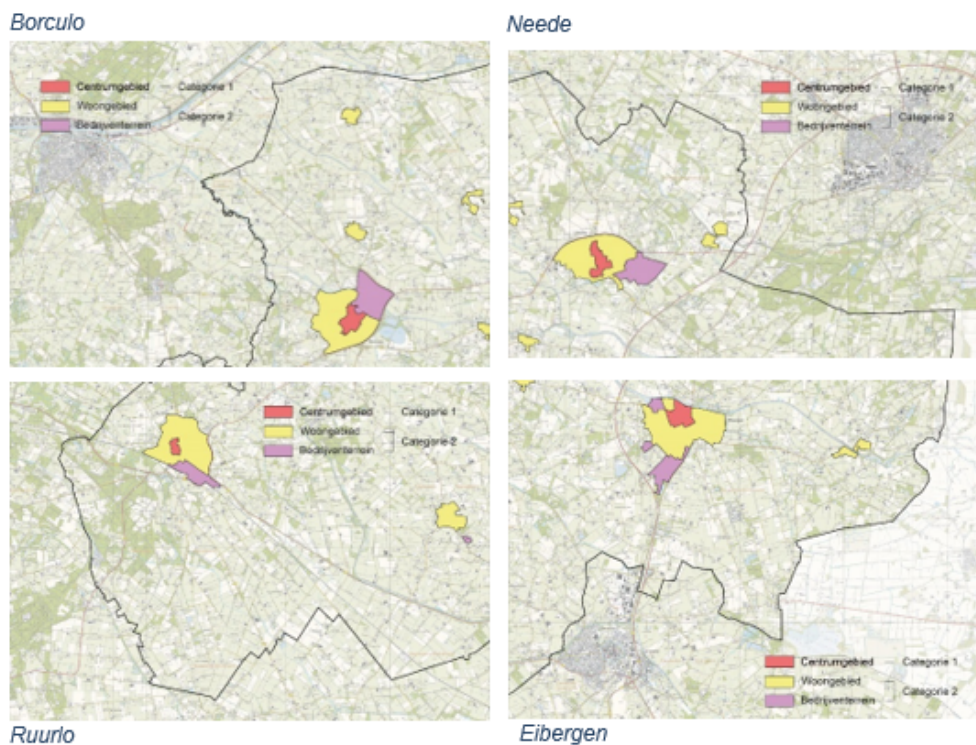 Borculo
Centrumgebied Categorie 1
Woongebied
Categorie 2
Bedrijventerrein
Neede
Centrumgebied Categorie 1
Woongebied
Categorie 2
Bedrijventerrein
Centrumgebied Categorie 1
Woongebied
Categorie 2
Bedrijventerrein
Ruurlo
Centrumgebied Categorie 1
Woongebied
Categorie 2
Bedrijventerrein
Eibergen